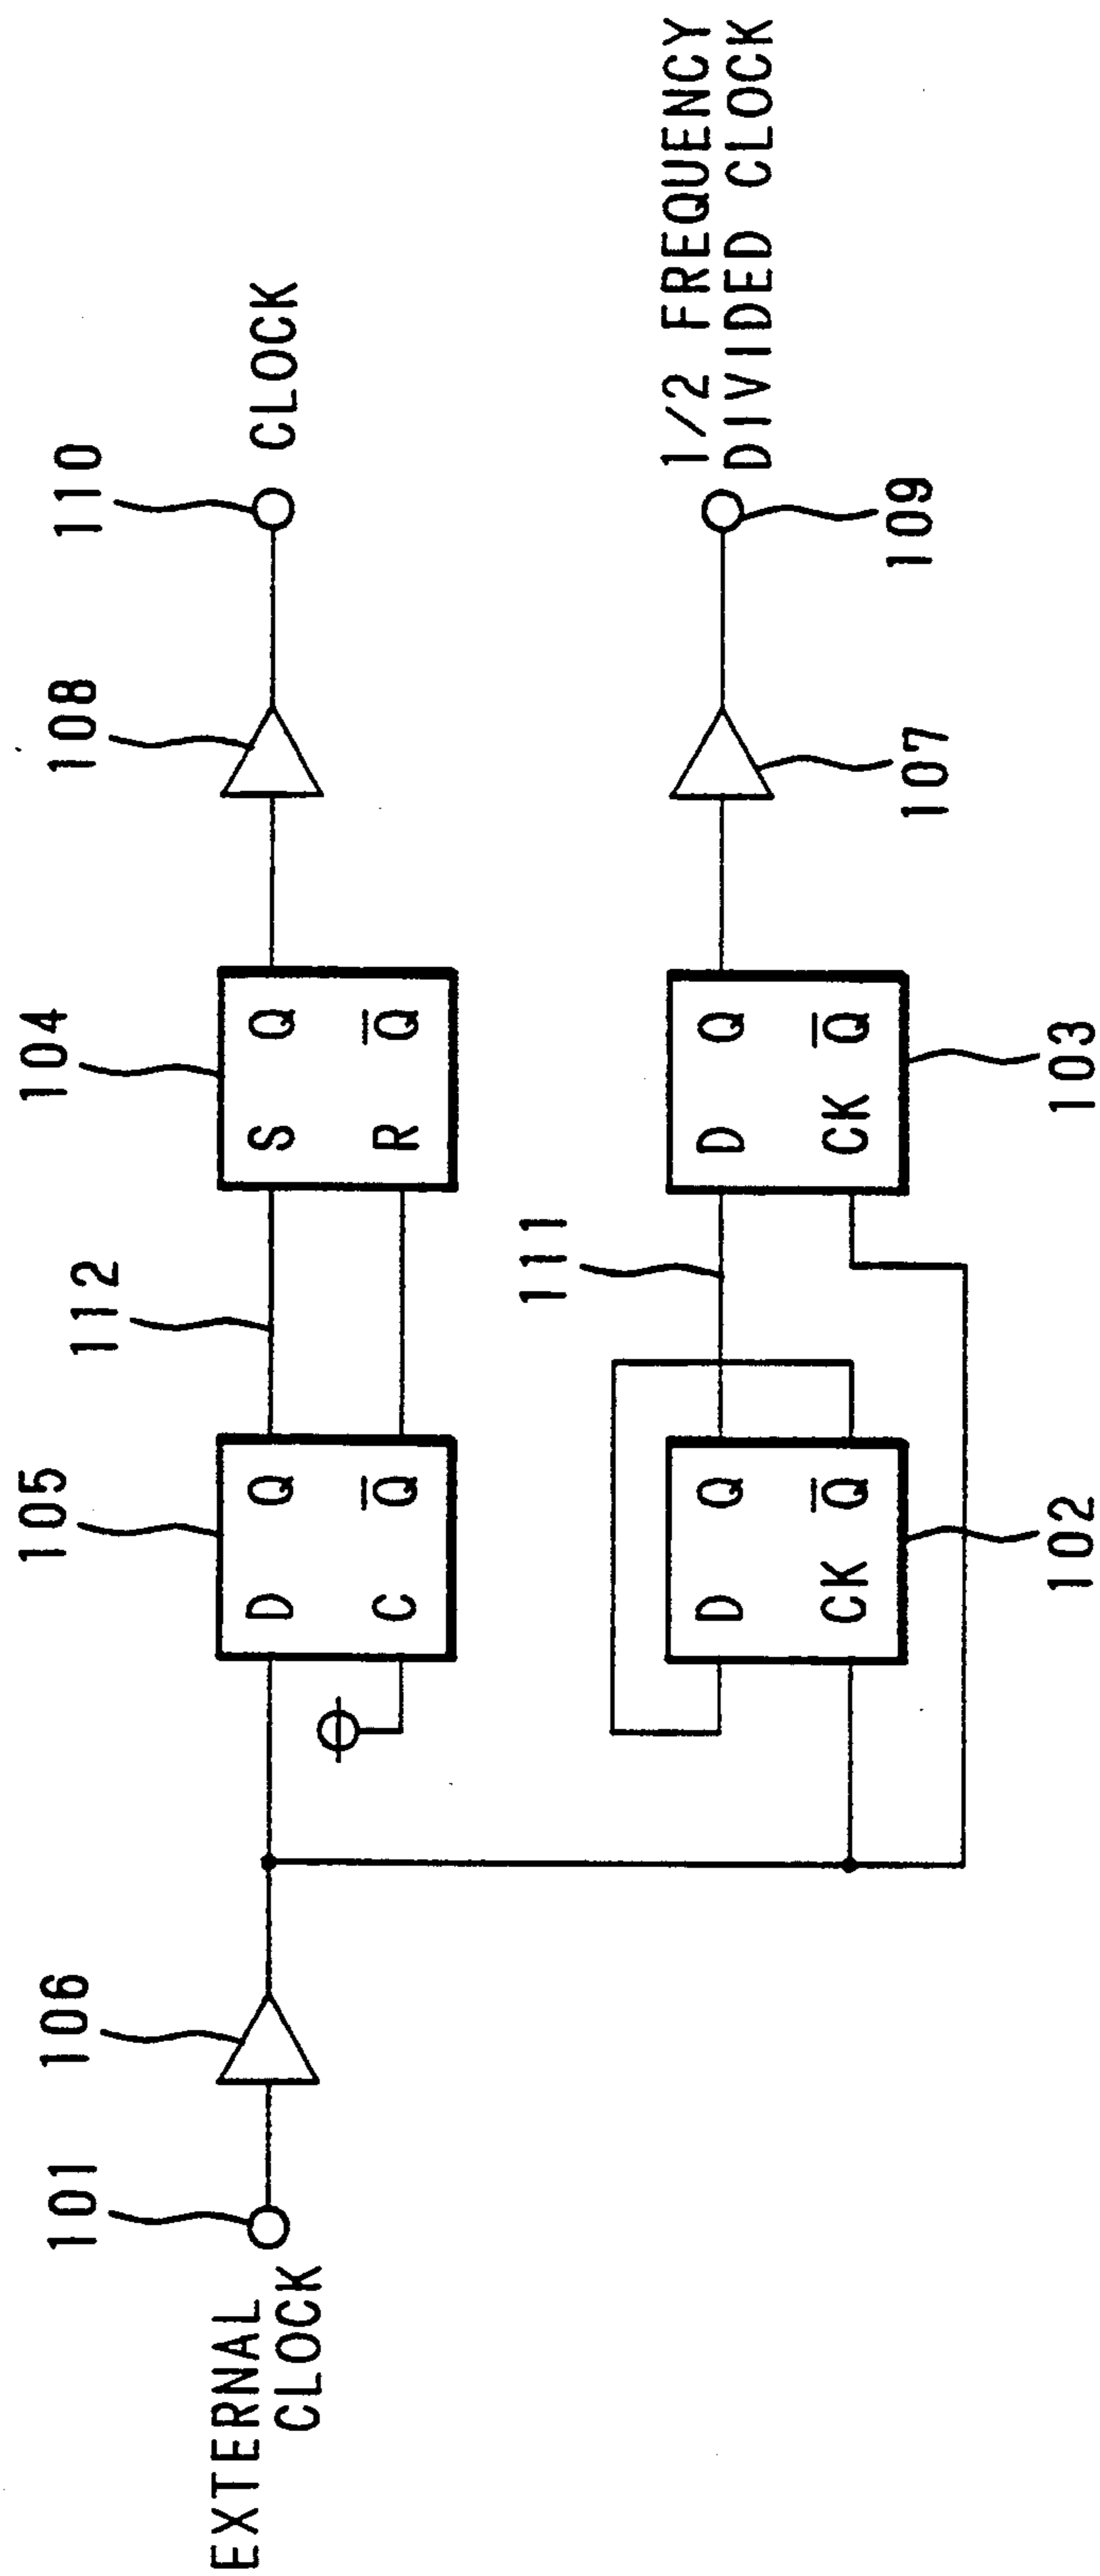 105
104
108
110
112
D Q
C Q̅
S Q
R Q̅
CLOCK
101
106
EXTERNAL
CLOCK
111
D Q
CK Q̅
D Q
CK Q̅
1/2 FREQUENCY
DIVIDED CLOCK
102
103
107
109